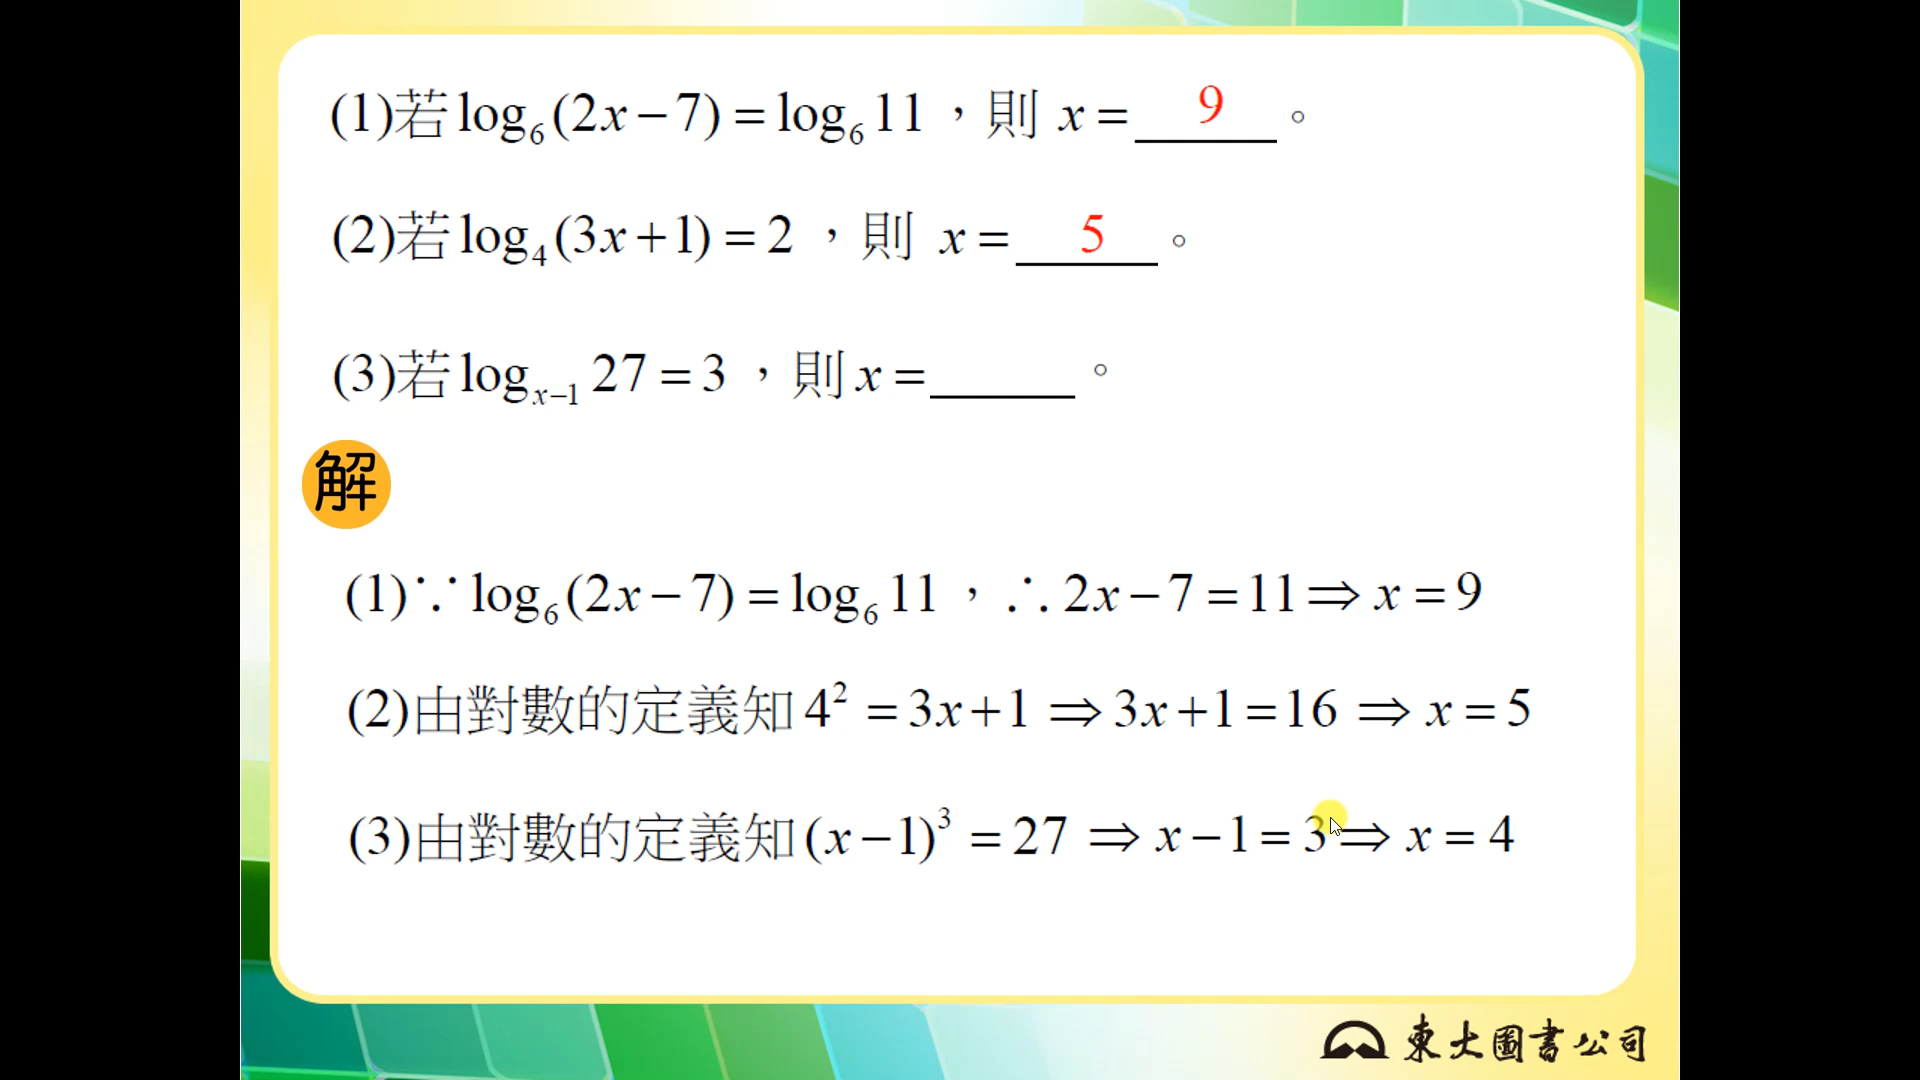 (1)若 log₆(2x−7)=log₆11，則 x=9。
(2)若 log₄(3x+1)=2，則 x=5。
(3)若 logₓ₋₁27=3，則 x=______。
解
(1)∵log₆(2x−7)=log₆11，∴2x−7=11⇒x=9
(2)由對數的定義知 4²=3x+1⇒3x+1=16⇒x=5
(3)由對數的定義知 (x−1)³=27⇒x−1=3⇒x=4
東大圖書公司